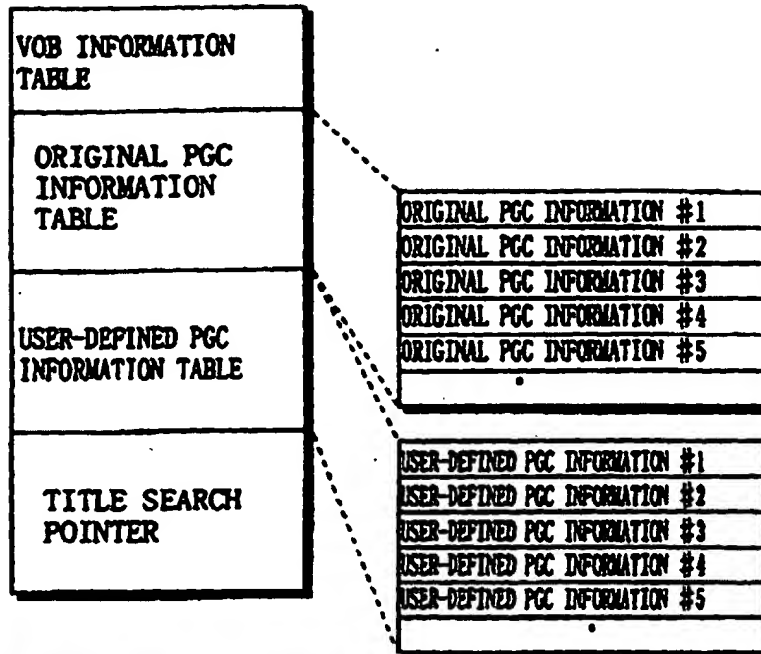 VOB INFORMATION
TABLE
ORIGINAL PGC
INFORMATION
TABLE
USER-DEFINED PGC
INFORMATION TABLE
TITLE SEARCH
POINTER
ORIGINAL PGC INFORMATION #1
ORIGINAL PGC INFORMATION #2
ORIGINAL PGC INFORMATION #3
ORIGINAL PGC INFORMATION #4
ORIGINAL PGC INFORMATION #5
USER-DEFINED PGC INFORMATION #1
USER-DEFINED PGC INFORMATION #2
USER-DEFINED PGC INFORMATION #3
USER-DEFINED PGC INFORMATION #4
USER-DEFINED PGC INFORMATION #5